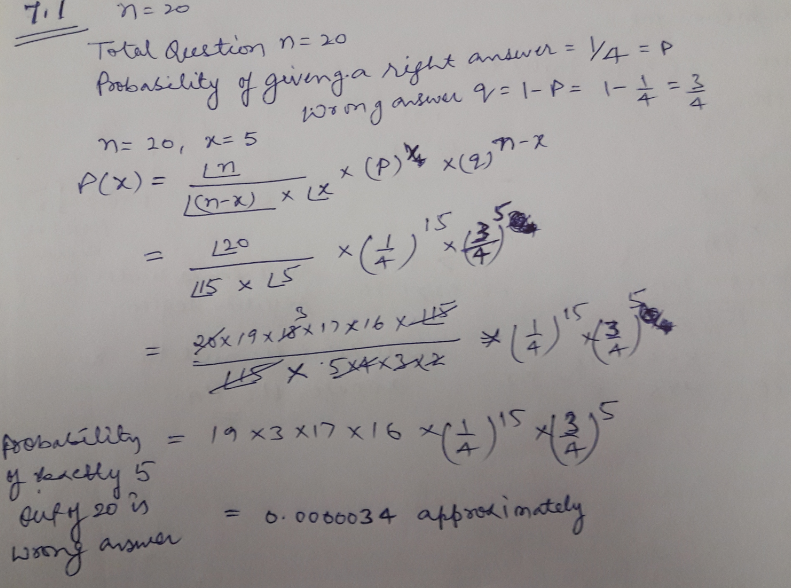 7.1 n = 20
Total Question n = 20
Probability of giving a right answer = 1/4 = P
Wrong answer q = 1 - P = 1 - 1/4 = 3/4
n = 20, x = 5
P(x) = ⌊n / (⌊(n-x) × ⌊x) × (P)^x × (q)^n-x
= ⌊20 / (⌊15 × ⌊5) × (1/4)^15 × (3/4)^5
= 20 × 19 × 18 3 × 17 × 16 × ⌊15 / (⌊15 × 5×4×3×2) × (1/4)^15 × (3/4)^5
Probability = 19 × 3 × 17 × 16 × (1/4)^15 × (3/4)^5
of exactly 5
out of 20 is = 0.0000034 approximately
wrong answer